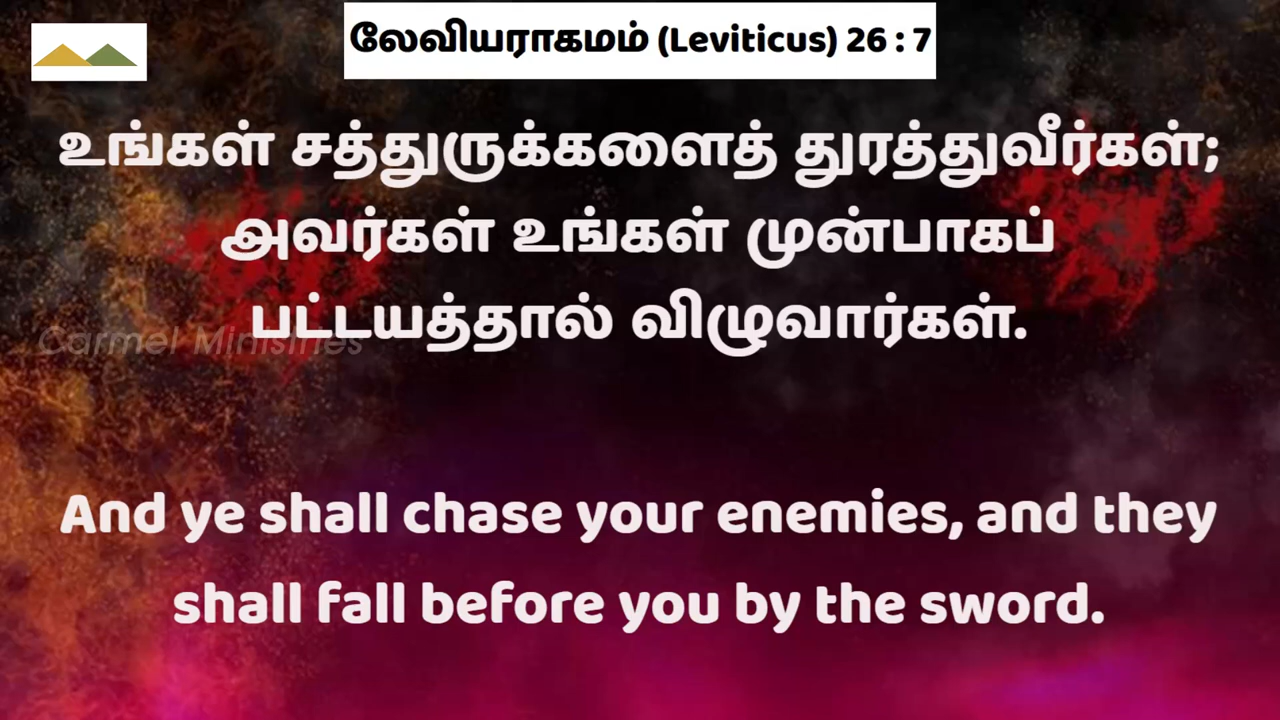 லேவியராகமம் (Leviticus) 26 : 7
உங்கள் சத்துருக்களைத் துரத்துவீர்கள்;
அவர்கள் உங்கள் முன்பாகப்
பட்டயத்தால் விழுவார்கள்.
Carmel Ministries
And ye shall chase your enemies, and they
shall fall before you by the sword.